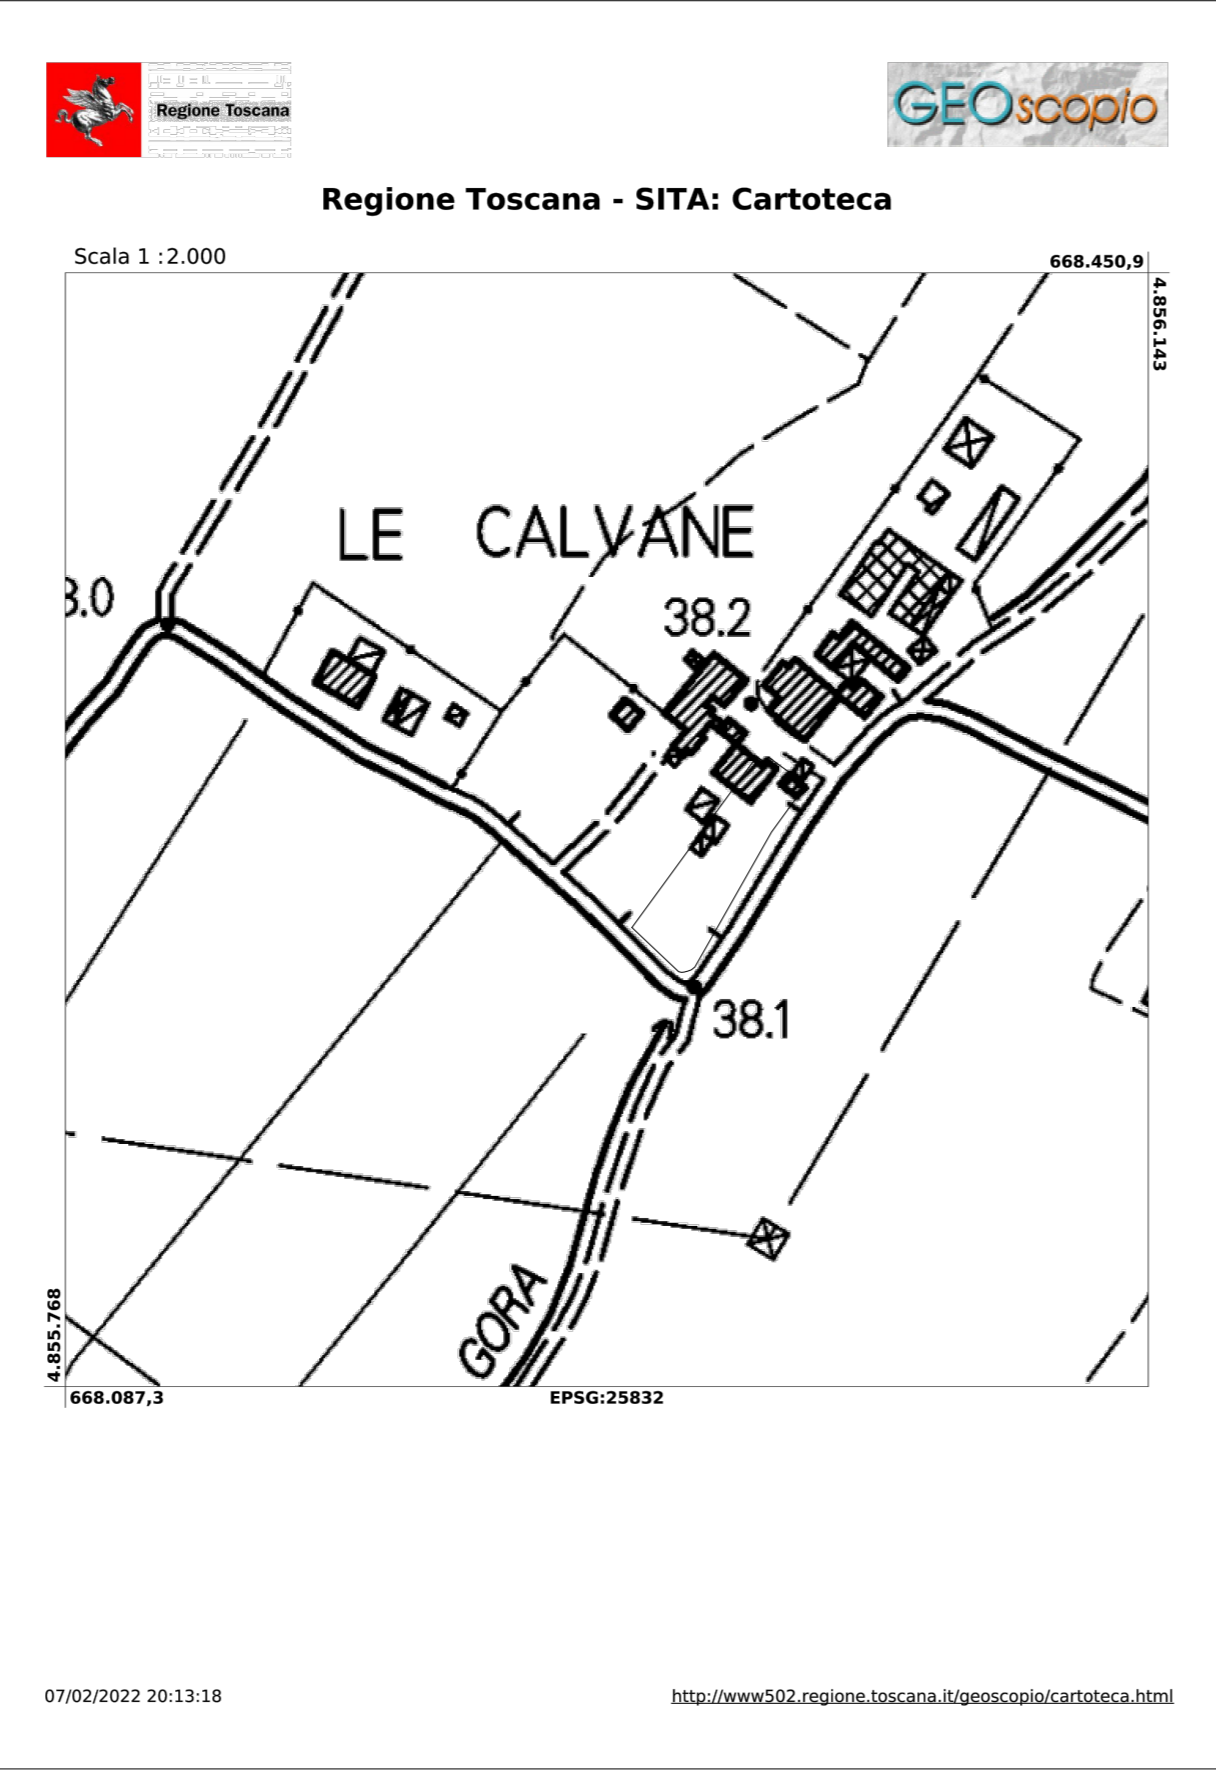 Regione Toscana
GEOscopio
Regione Toscana - SITA: Cartoteca
Scala 1 :2.000
668.450,9
4.856.143
LE CALVANE
38.2
38.1
GORA
4.855.768
668.087,3
EPSG:25832
07/02/2022 20:13:18
http://www502.regione.toscana.it/geoscopio/cartoteca.html